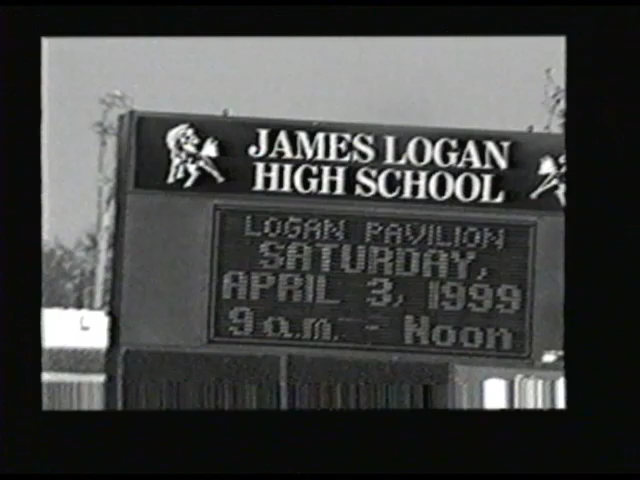 JAMES LOGAN
HIGH SCHOOL
LOGAN PAVILION
SATURDAY,
APRIL 3, 1999
9 a.m. - Noon